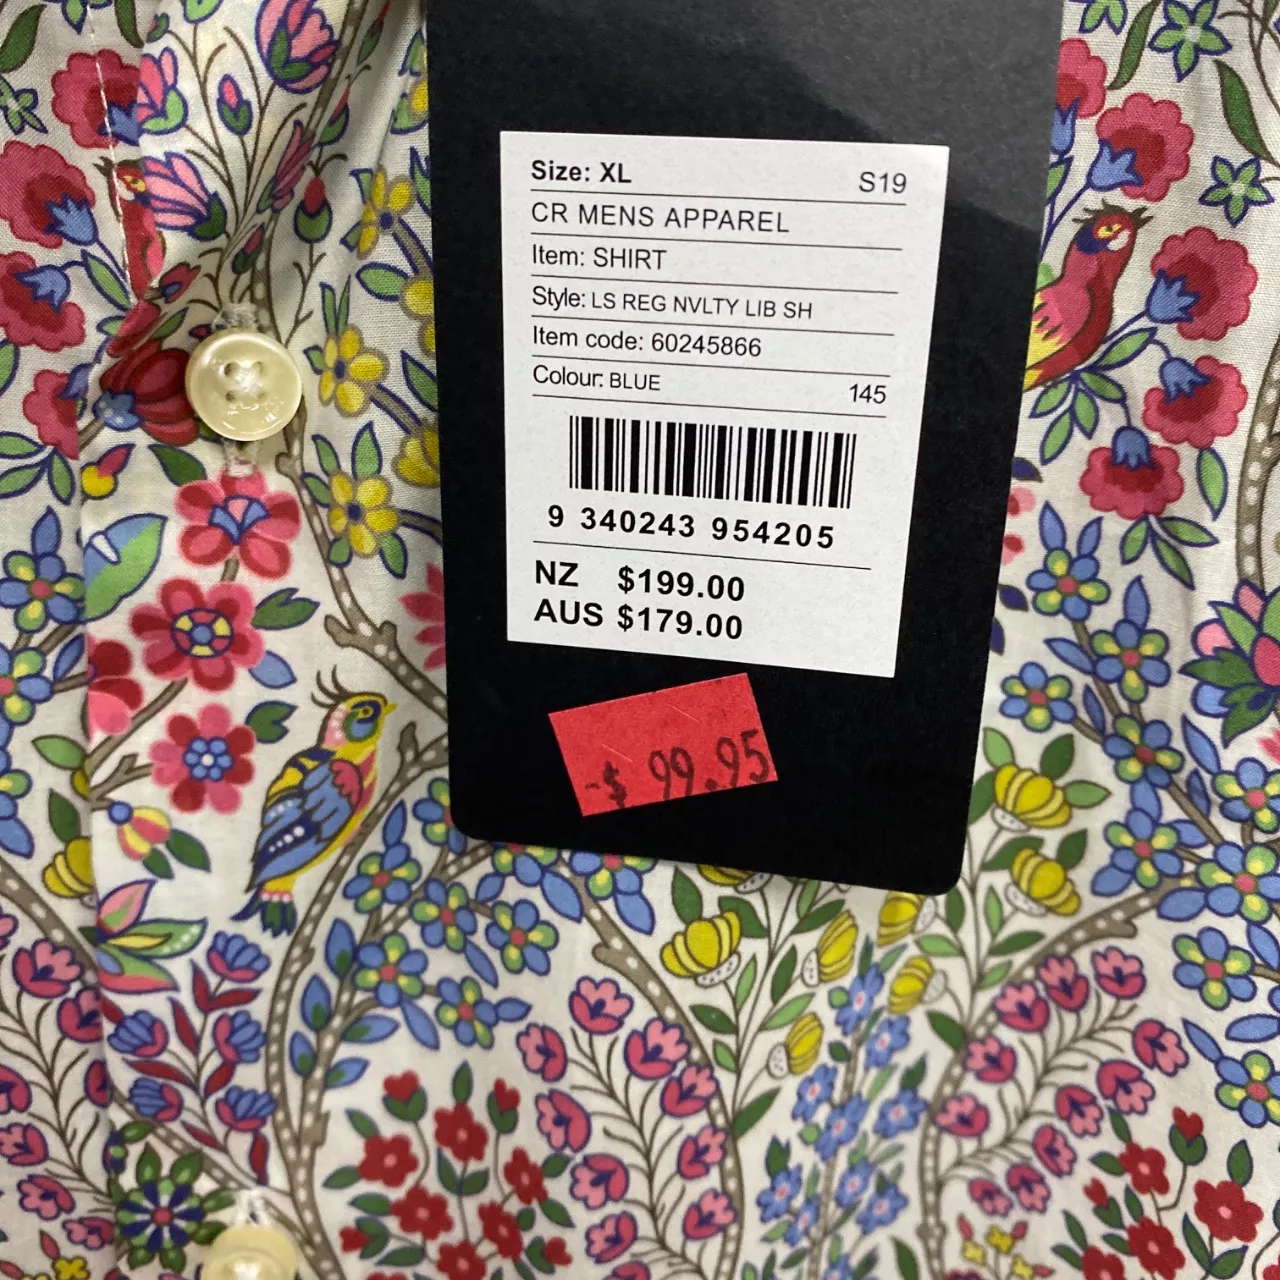 Size: XL S19
CR MENS APPAREL
Item: SHIRT
Style: LS REG NVLTY LIB SH
Item code: 60245866
Colour: BLUE 145
9 340243 954205
NZ $199.00
AUS $179.00
-$ 99.95